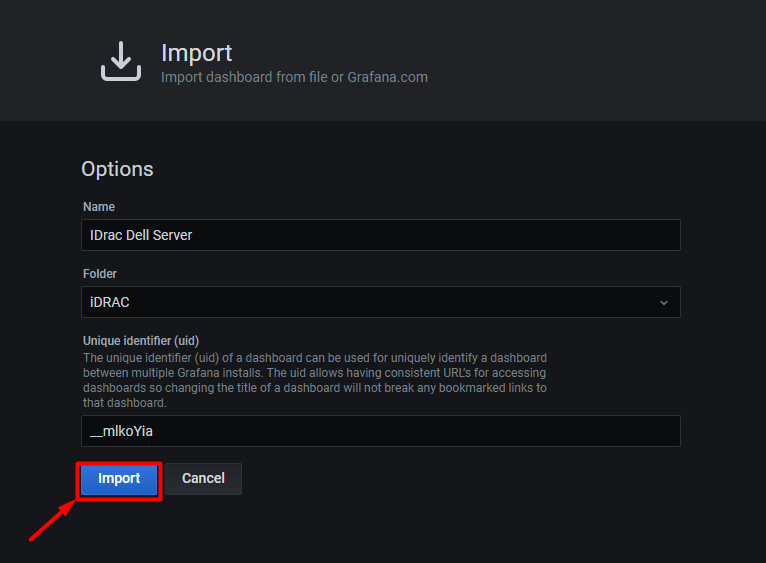 Import
Import dashboard from file or Grafana.com
Options
Name
IDrac Dell Server
Folder
iDRAC
Unique identifier (uid)
The unique identifier (uid) of a dashboard can be used for uniquely identify a dashboard
between multiple Grafana installs. The uid allows having consistent URL's for accessing
dashboards so changing the title of a dashboard will not break any bookmarked links to
that dashboard.
__mlkoYia
Import
Cancel